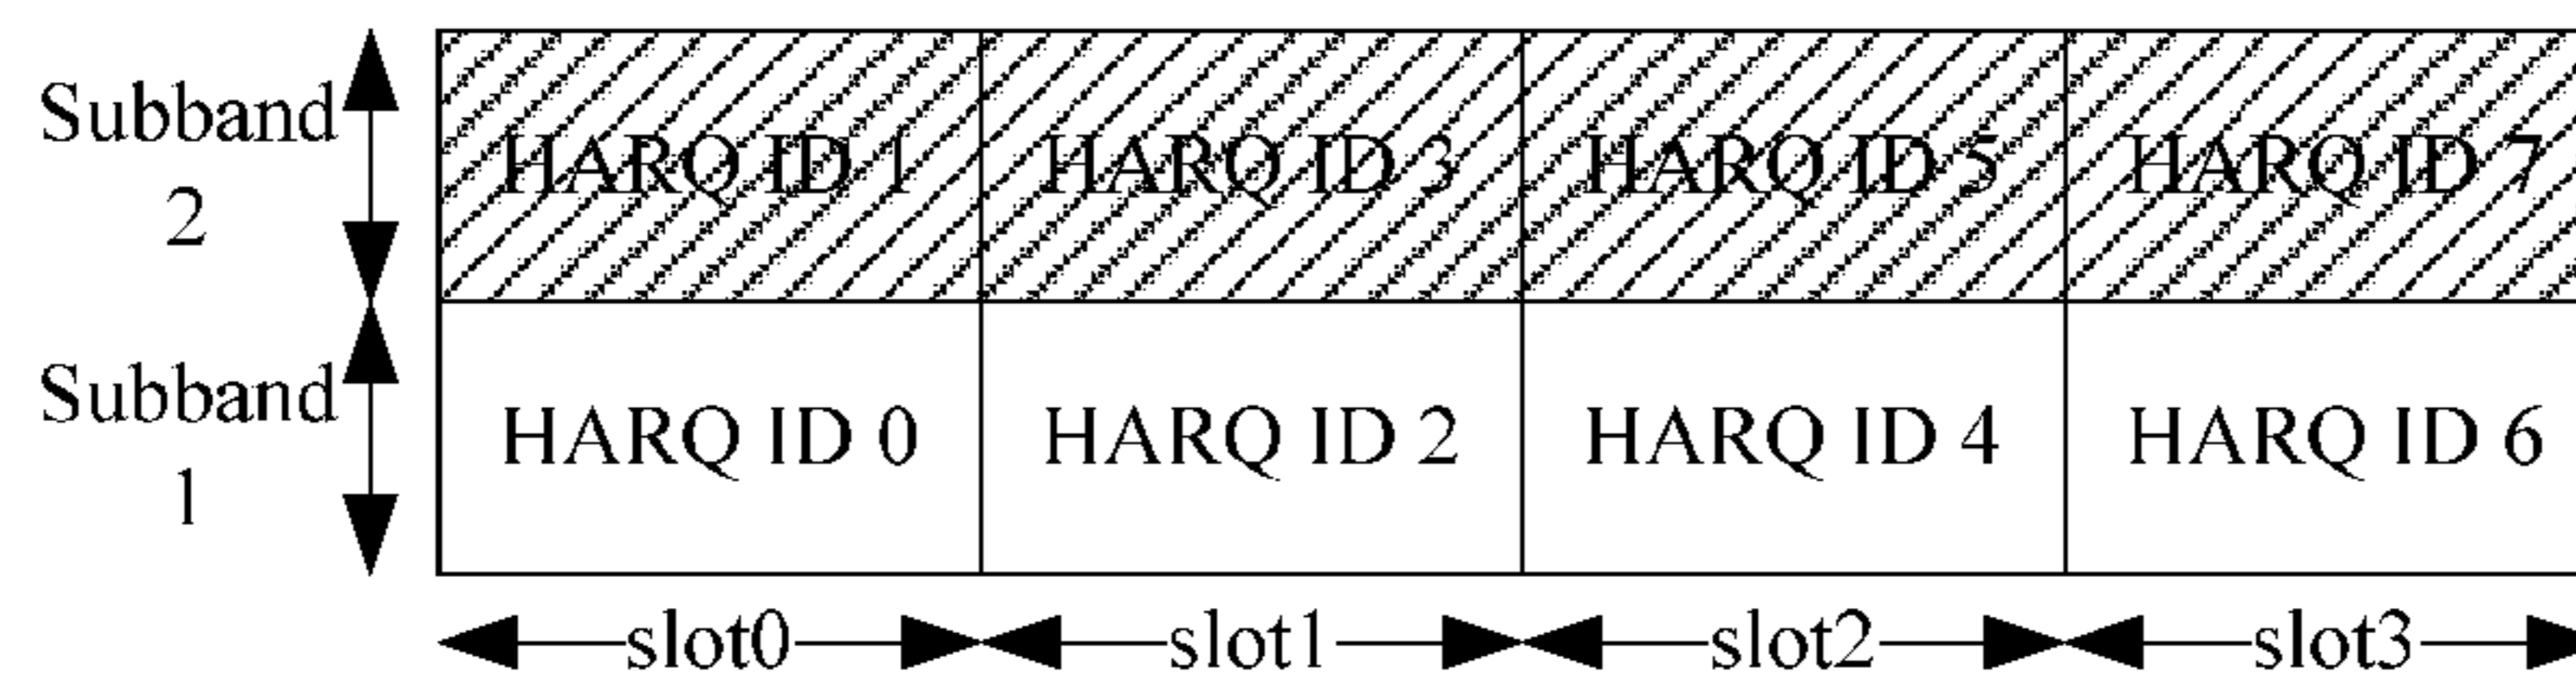 Subband
2
HARQ ID 1 HARQ ID 3 HARQ ID 5 HARQ ID 7
Subband
1
HARQ ID 0 HARQ ID 2 HARQ ID 4 HARQ ID 6
slot0 slot1 slot2 slot3